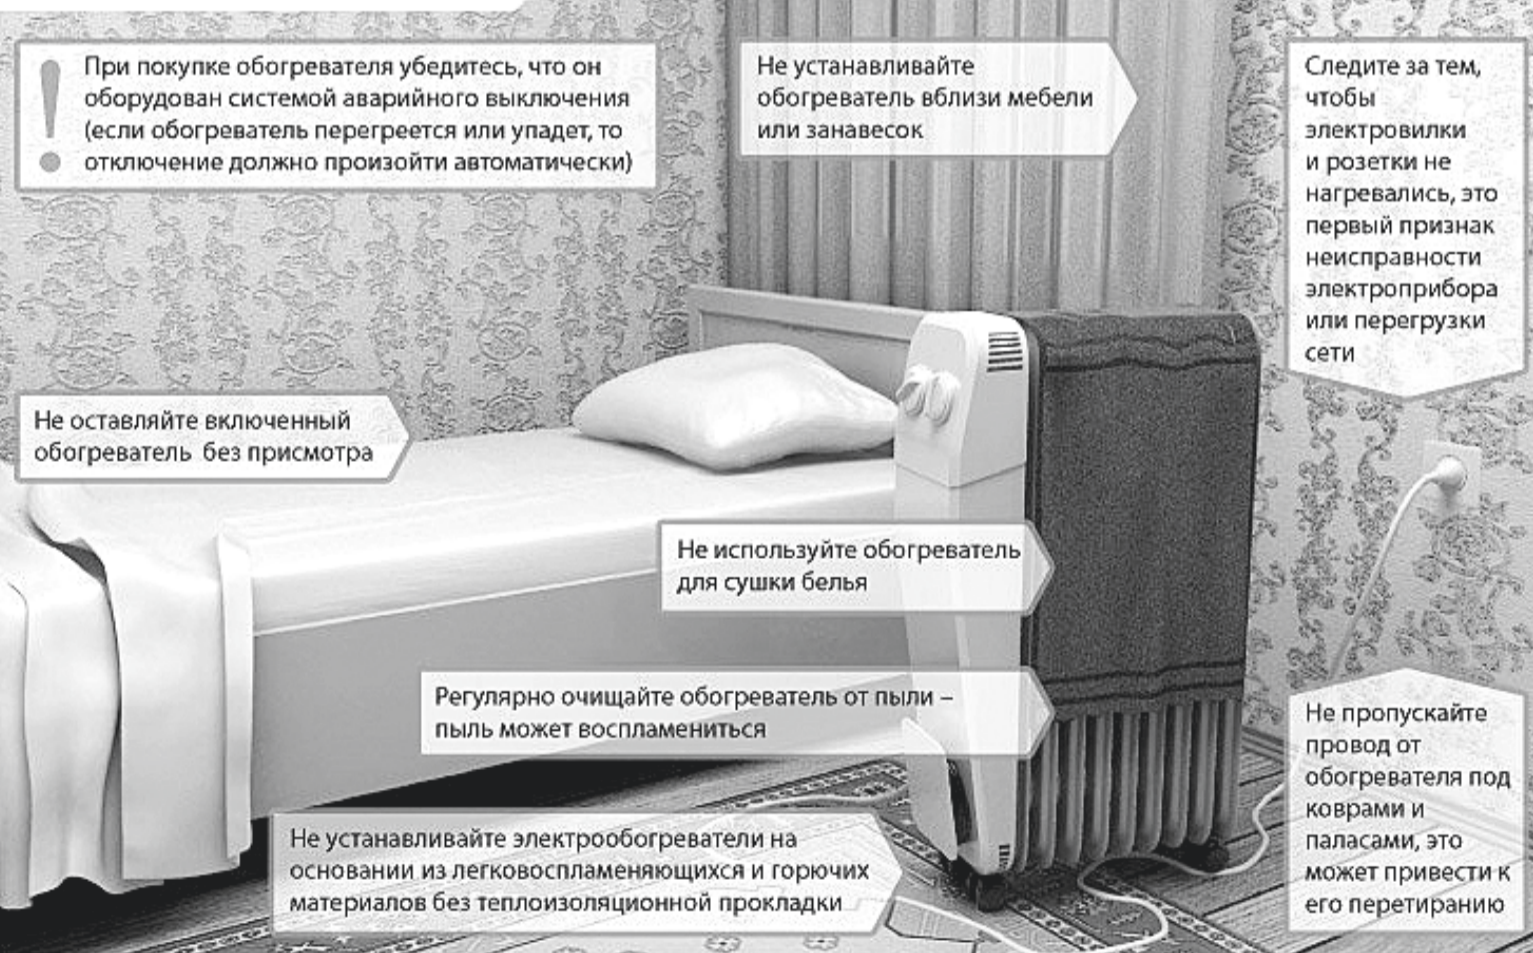 При покупке обогревателя убедитесь, что он
оборудован системой аварийного выключения
(если обогреватель перегреется или упадет, то
отключение должно произойти автоматически)
Не устанавливайте
обогреватель вблизи мебели
или занавесок
Следите за тем,
чтобы
электровилки
и розетки не
нагревались, это
первый признак
неисправности
электроприбора
или перегрузки
сети
Не оставляйте включенный
обогреватель без присмотра
Не используйте обогреватель
для сушки белья
Регулярно очищайте обогреватель от пыли –
пыль может воспламениться
Не устанавливайте электрообогреватели на
основании из легковоспламеняющихся и горючих
материалов без теплоизоляционной прокладки
Не пропускайте
провод от
обогревателя под
коврами и
паласами, это
может привести к
его перетиранию